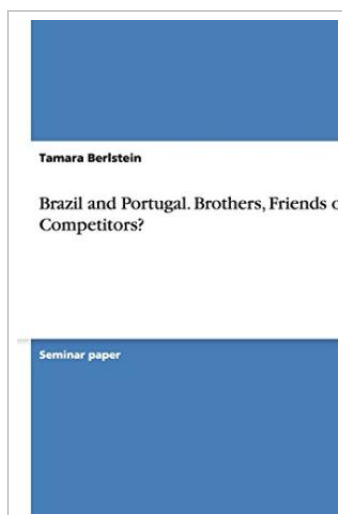 Tamara Berlstein
Brazil and Portugal. Brothers, Friends
Competitors?
Seminar paper